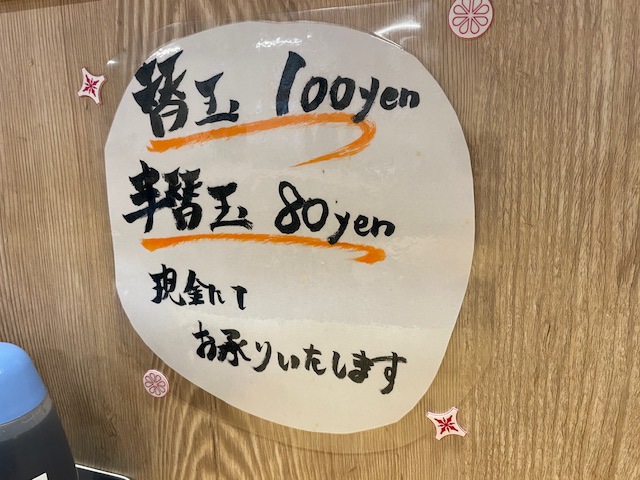 替玉 100yen
半替玉 80yen
現金にて
お承りいたします